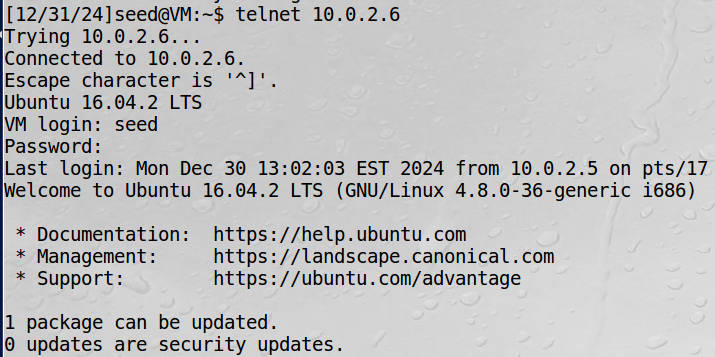 [12/31/24]seed@VM:~$ telnet 10.0.2.6
Trying 10.0.2.6...
Connected to 10.0.2.6.
Escape character is '^]'.
Ubuntu 16.04.2 LTS
VM login: seed
Password:
Last login: Mon Dec 30 13:02:03 EST 2024 from 10.0.2.5 on pts/17
Welcome to Ubuntu 16.04.2 LTS (GNU/Linux 4.8.0-36-generic i686)

 * Documentation:  https://help.ubuntu.com
 * Management:     https://landscape.canonical.com
 * Support:        https://ubuntu.com/advantage

1 package can be updated.
0 updates are security updates.